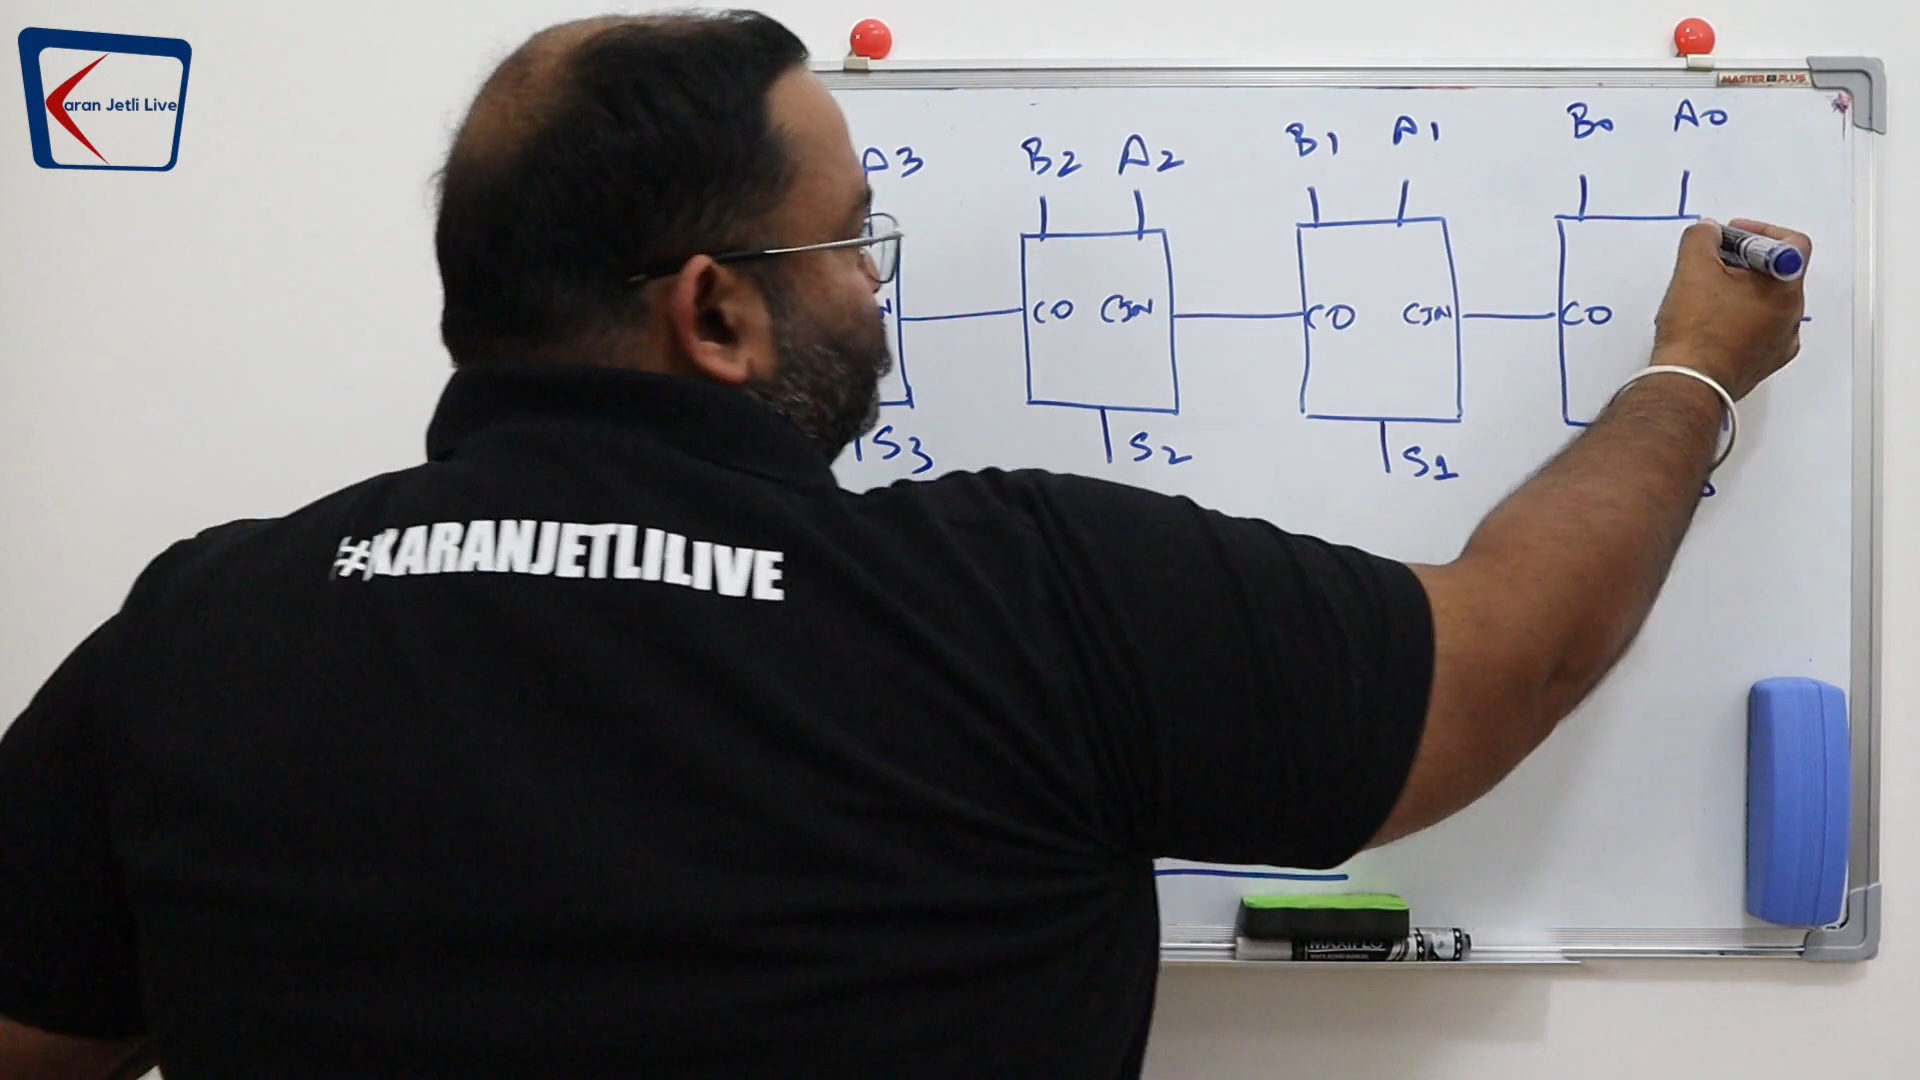 Karan Jetli Live
MASTER PLUS
A3 B2 A2 B1 A1 B0 A0
CO CIN CO CIN CO
S3 S2 S1
#KARANJETLILIVE
MAXIFLO